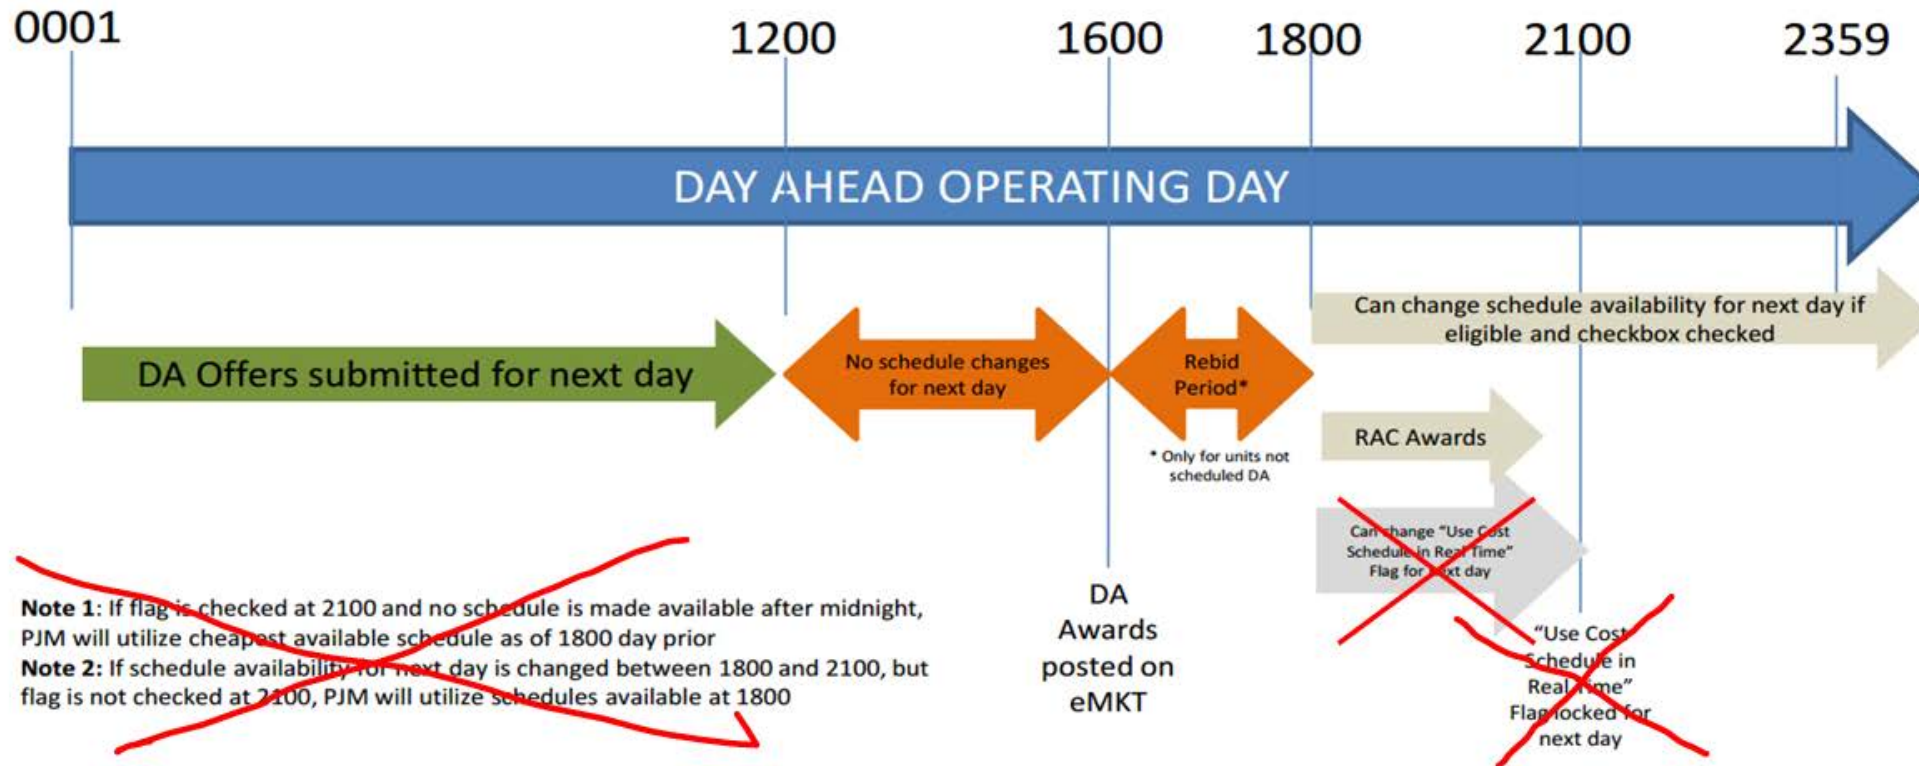 0001
1200
1600
1800
2100
2359
DAY AHEAD OPERATING DAY
Can change schedule availability for next day if
eligible and checkbox checked
DA Offers submitted for next day
No schedule changes
for next day
Rebid
Period*
* Only for units not
scheduled DA
RAC Awards
Can change “Use Cost
Schedule in Real Time”
Flag for next day
DA
Awards
posted on
eMKT
“Use Cost
Schedule in
Real Time”
Flag locked for
next day
Note 1: If flag is checked at 2100 and no schedule is made available after midnight,
PJM will utilize cheapest available schedule as of 1800 day prior
Note 2: If schedule availability for next day is changed between 1800 and 2100, but
flag is not checked at 2100, PJM will utilize schedules available at 1800